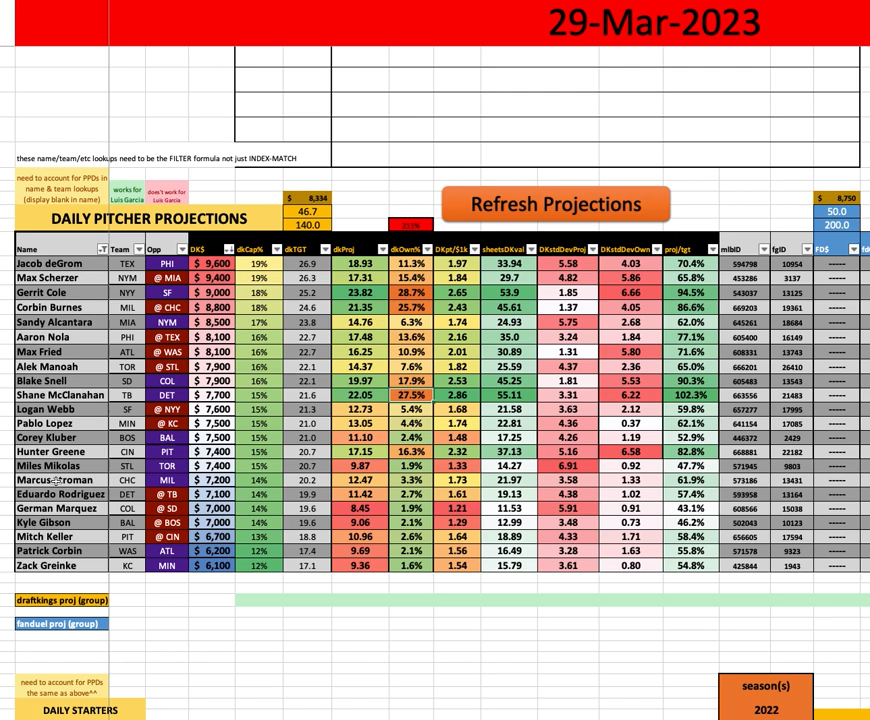 29-Mar-2023
these name/team/etc lookups need to be the FILTER formula not just INDEX-MATCH
need to account for PPDs in
name & team lookups
(display blank in name)
works for
Luis Garcia
does't work for
Luis Garcia
$ 8,334
46.7
140.0
Refresh Projections
$ 8,750
50.0
200.0
DAILY PITCHER PROJECTIONS
Name Team Opp DK$ dkCap% dkTGT dkProj dkOwn% DKpt/$1k sheetsDKval DKstdDevProj DKstdDevOwn proj/tgt mlbID fgID FD$
Jacob deGrom TEX PHI $ 9,600 19% 26.9 18.93 11.3% 1.97 33.94 5.58 4.03 70.4% 594798 10954 -----
Max Scherzer NYM @ MIA $ 9,400 19% 26.3 17.31 15.4% 1.84 29.7 4.82 5.86 65.8% 453286 3137 -----
Gerrit Cole NYY SF $ 9,000 18% 25.2 23.82 28.7% 2.65 53.9 1.85 6.66 94.5% 543037 13125 -----
Corbin Burnes MIL @ CHC $ 8,800 18% 24.6 21.35 25.7% 2.43 45.61 1.37 4.05 86.6% 669203 19361 -----
Sandy Alcantara MIA NYM $ 8,500 17% 23.8 14.76 6.3% 1.74 24.93 5.75 2.68 62.0% 645261 18684 -----
Aaron Nola PHI @ TEX $ 8,100 16% 22.7 17.48 13.6% 2.16 35.0 3.24 1.84 77.1% 605400 16149 -----
Max Fried ATL @ WAS $ 8,100 16% 22.7 16.25 10.9% 2.01 30.89 1.31 5.80 71.6% 608331 13743 -----
Alek Manoah TOR @ STL $ 7,900 16% 22.1 14.37 7.6% 1.82 25.59 4.37 2.36 65.0% 666201 26410 -----
Blake Snell SD COL $ 7,900 16% 22.1 19.97 17.9% 2.53 45.25 1.81 5.53 90.3% 605483 13543 -----
Shane McClanahan TB DET $ 7,700 15% 21.6 22.05 27.5% 2.86 55.11 3.31 6.22 102.3% 663556 21483 -----
Logan Webb SF @ NYY $ 7,600 15% 21.3 12.73 5.4% 1.68 21.58 3.63 2.12 59.8% 657277 17995 -----
Pablo Lopez MIN @ KC $ 7,500 15% 21.0 13.05 4.4% 1.74 22.81 4.36 0.37 62.1% 641154 17085 -----
Corey Kluber BOS BAL $ 7,500 15% 21.0 11.10 2.4% 1.48 17.25 4.26 1.19 52.9% 446372 2429 -----
Hunter Greene CIN PIT $ 7,400 15% 20.7 17.15 16.3% 2.32 37.13 5.16 6.58 82.8% 668881 22182 -----
Miles Mikolas STL TOR $ 7,400 15% 20.7 9.87 1.9% 1.33 14.27 6.91 0.92 47.7% 571945 9803 -----
Marcus Stroman CHC MIL $ 7,200 14% 20.2 12.47 3.3% 1.73 21.97 3.58 1.33 61.9% 573186 13431 -----
Eduardo Rodriguez DET @ TB $ 7,100 14% 19.9 11.42 2.7% 1.61 19.13 4.38 1.02 57.4% 593958 13164 -----
German Marquez COL @ SD $ 7,000 14% 19.6 8.45 1.9% 1.21 11.53 5.91 0.91 43.1% 608566 15038 -----
Kyle Gibson BAL @ BOS $ 7,000 14% 19.6 9.06 2.1% 1.29 12.99 3.48 0.73 46.2% 502043 10123 -----
Mitch Keller PIT @ CIN $ 6,700 13% 18.8 10.96 2.6% 1.64 18.89 4.33 1.71 58.4% 656605 17594 -----
Patrick Corbin WAS ATL $ 6,200 12% 17.4 9.69 2.1% 1.56 16.49 3.28 1.63 55.8% 571578 9323 -----
Zack Greinke KC MIN $ 6,100 12% 17.1 9.36 1.6% 1.54 15.79 3.61 0.80 54.8% 425844 1943 -----
draftkings proj (group)
fanduel proj (group)
need to account for PPDs
the same as above^^
DAILY STARTERS
season(s)
2022